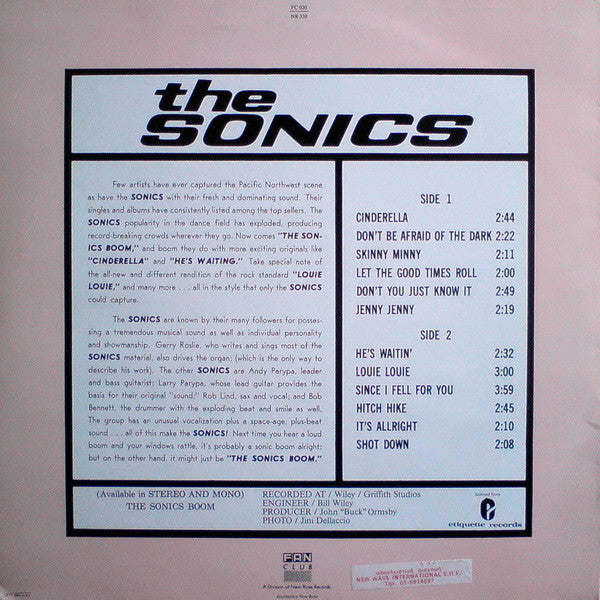 FC 020
NR 330
the
SONICS
Few artists have ever captured the Pacific Northwest scene
as have the SONICS with their fresh and dominating sound. Their
singles and albums have consistently listed among the top sellers. The
SONICS popularity in the dance field has exploded, producing
record-breaking crowds wherever they go. Now comes "THE SON-
ICS BOOM," and boom they do with more exciting originals like
"CINDERELLA" and "HE'S WAITING." Take special note of
the all-new and different rendition of the rock standard "LOUIE
LOUIE," and many more . . . all in the style that only the SONICS
could capture.
The SONICS are known by their many followers for posses-
sing a tremendous musical sound as well as individual personality
and showmanship. Gerry Roslie, who writes and sings most of the
SONICS material, also drives the organ; (which is the only way to
describe his work). The other SONICS are Andy Parypa, leader
and bass guitarist; Larry Parypa, whose lead guitar provides the
basis for their original "sound;" Rob Lind, sax and vocal; and Bob
Bennett, the drummer with the exploding beat and smile as well.
The group has an unusual vocalization plus a space-age, plus-beat
sound . . . all of this make the SONICS! Next time you hear a loud
boom and your windows rattle, it's probably a sonic boom alright;
but on the other hand, it might just be "THE SONICS BOOM."
SIDE 1
CINDERELLA 2:44
DON'T BE AFRAID OF THE DARK 2:22
SKINNY MINNY 2:11
LET THE GOOD TIMES ROLL 2:00
DON'T YOU JUST KNOW IT 2:49
JENNY JENNY 2:19
SIDE 2
HE'S WAITIN' 2:32
LOUIE LOUIE 3:00
SINCE I FELL FOR YOU 3:59
HITCH HIKE 2:45
IT'S ALLRIGHT 2:10
SHOT DOWN 2:08
(Available in STEREO AND MONO)
THE SONICS BOOM
RECORDED AT / Wiley / Griffith Studios
ENGINEER / Bill Wiley
PRODUCER / John "Buck" Ormsby
PHOTO / Jini Dellaccio
licensed from
etiquette records
FAN
CLUB
A Division of New Rose Records
NEW WAVE INTERNATIONAL Ε.Π.Ε.